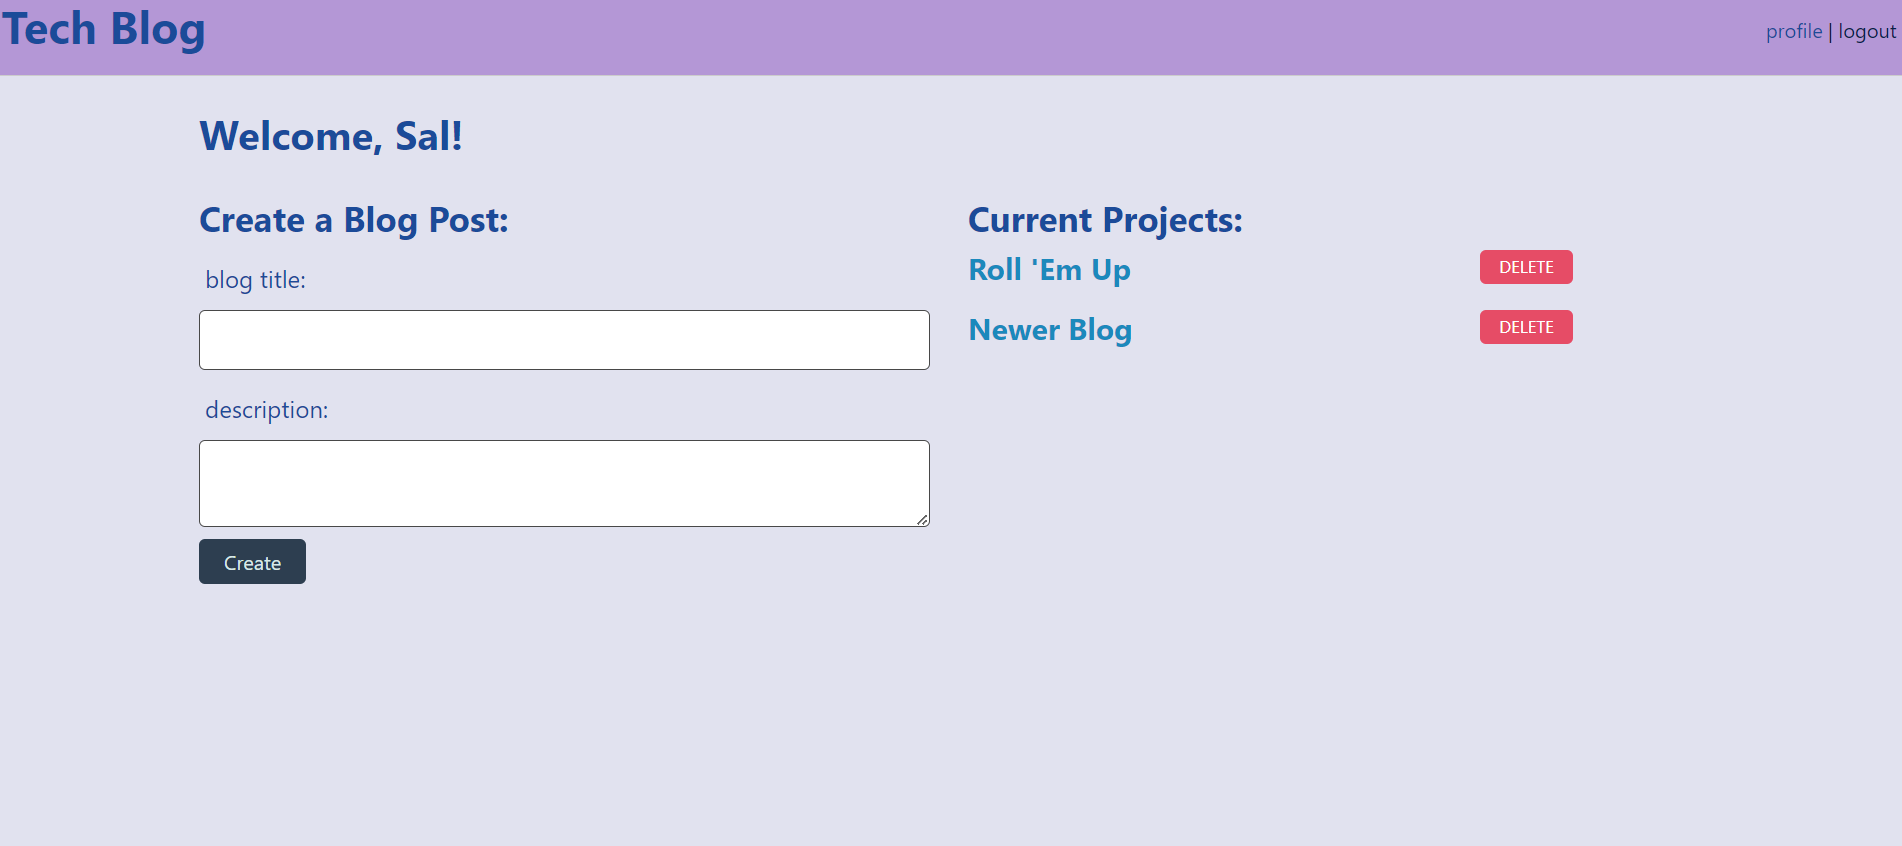 Tech Blog
profile | logout
Welcome, Sal!
Create a Blog Post:
blog title:
description:
Create
Current Projects:
Roll 'Em Up
DELETE
Newer Blog
DELETE